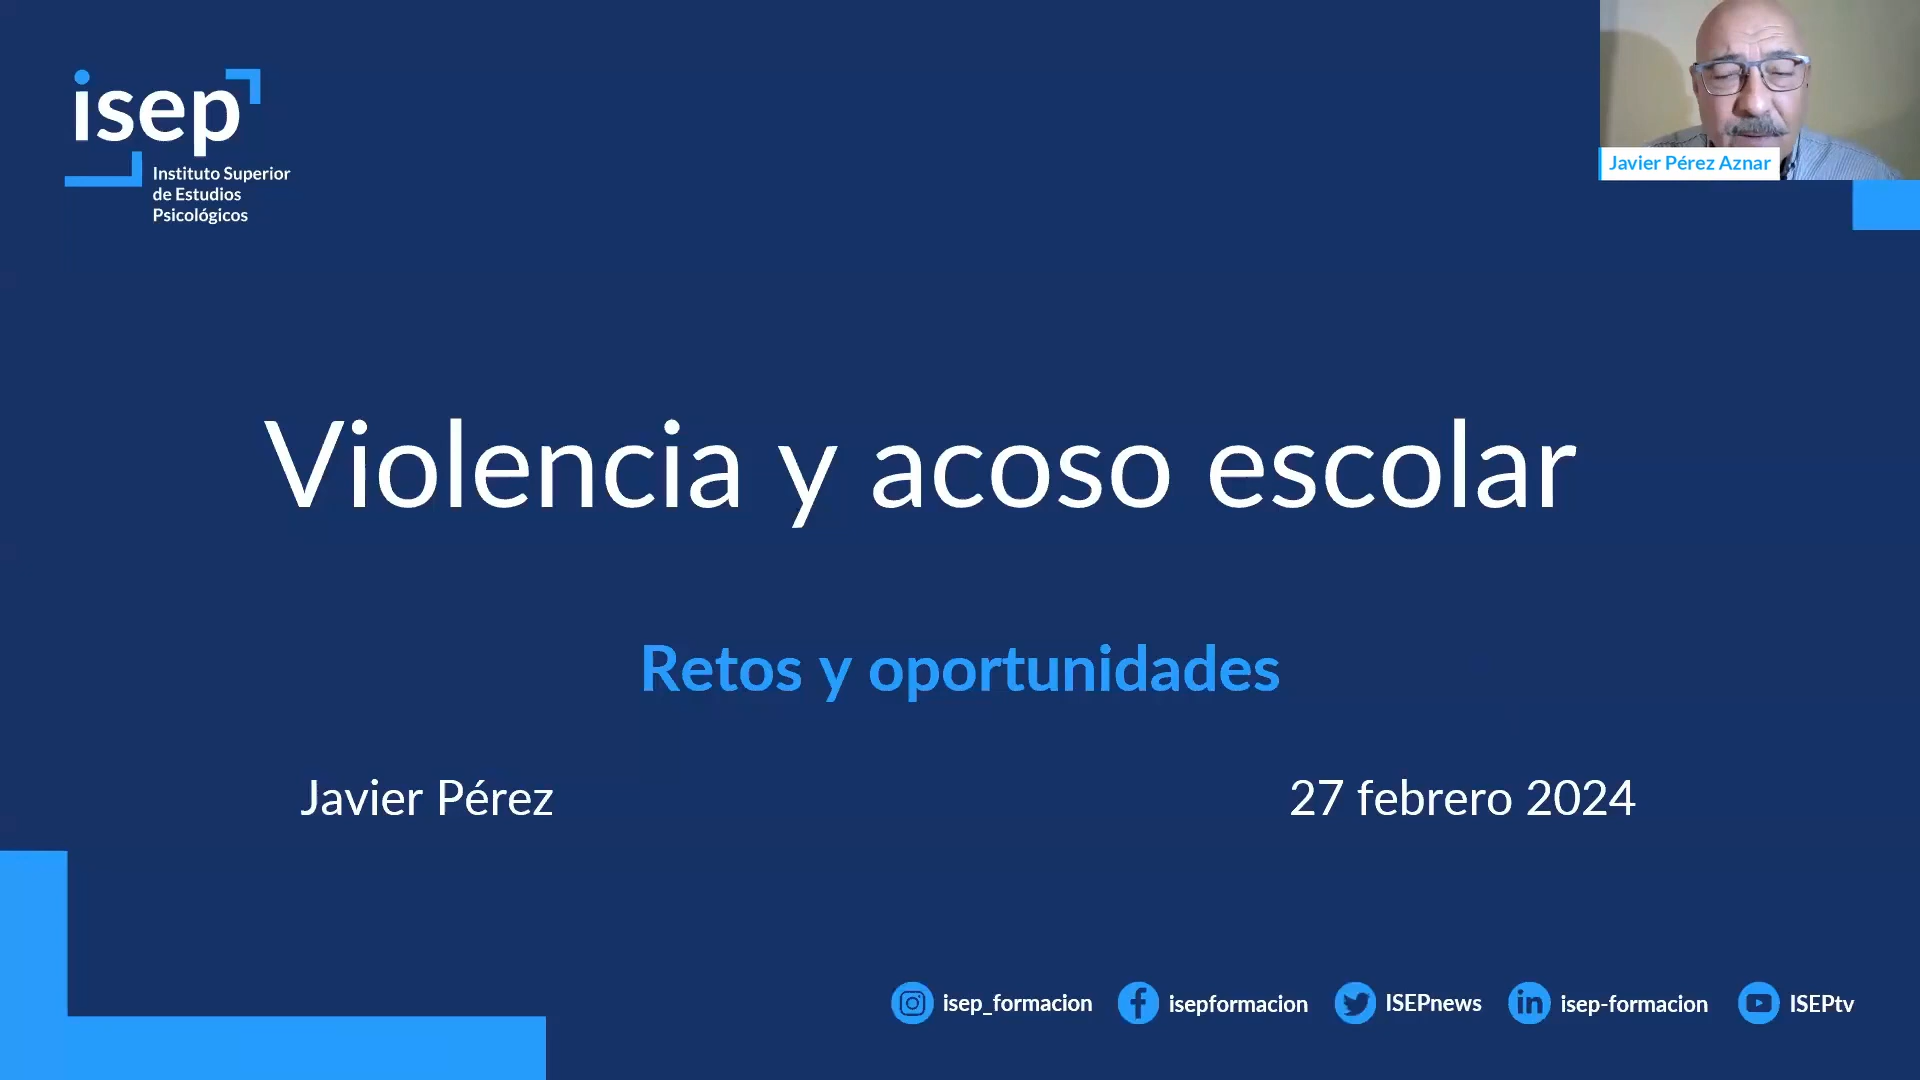 isep
Instituto Superior
de Estudios
Psicológicos
Javier Pérez Aznar
Violencia y acoso escolar
Retos y oportunidades
Javier Pérez
27 febrero 2024
isep_formacion
isepformacion
ISEPnews
isep-formacion
ISEPtv